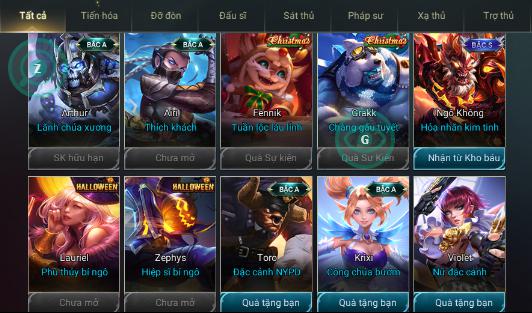 Tất cả Tiến hóa Đỡ đòn Đấu sĩ Sát thủ Pháp sư Xạ thủ Trợ thủ
BẬC A BẬC A Christmas Christmas BẬC S
Z
Arthur Airi Fennik Grakk Ngộ Không
Lãnh chúa xương Thích khách Tuần lộc láu lỉnh Chàng gấu tuyết Hỏa nhãn kim tinh
G
SK hữu hạn Chưa mở Quà Sự kiện Quà Sự Kiện Nhận từ Kho báu
HALLOWEEN HALLOWEEN BẬC A BẬC A
Lauriel Zephys Toro Krixi Violet
Phù thủy bí ngô Hiệp sĩ bí ngô Đặc cảnh NYPD Công chúa bướm Nữ đặc cảnh
Chưa mở Chưa mở Quà tặng bạn Quà tặng bạn Quà tặng bạn